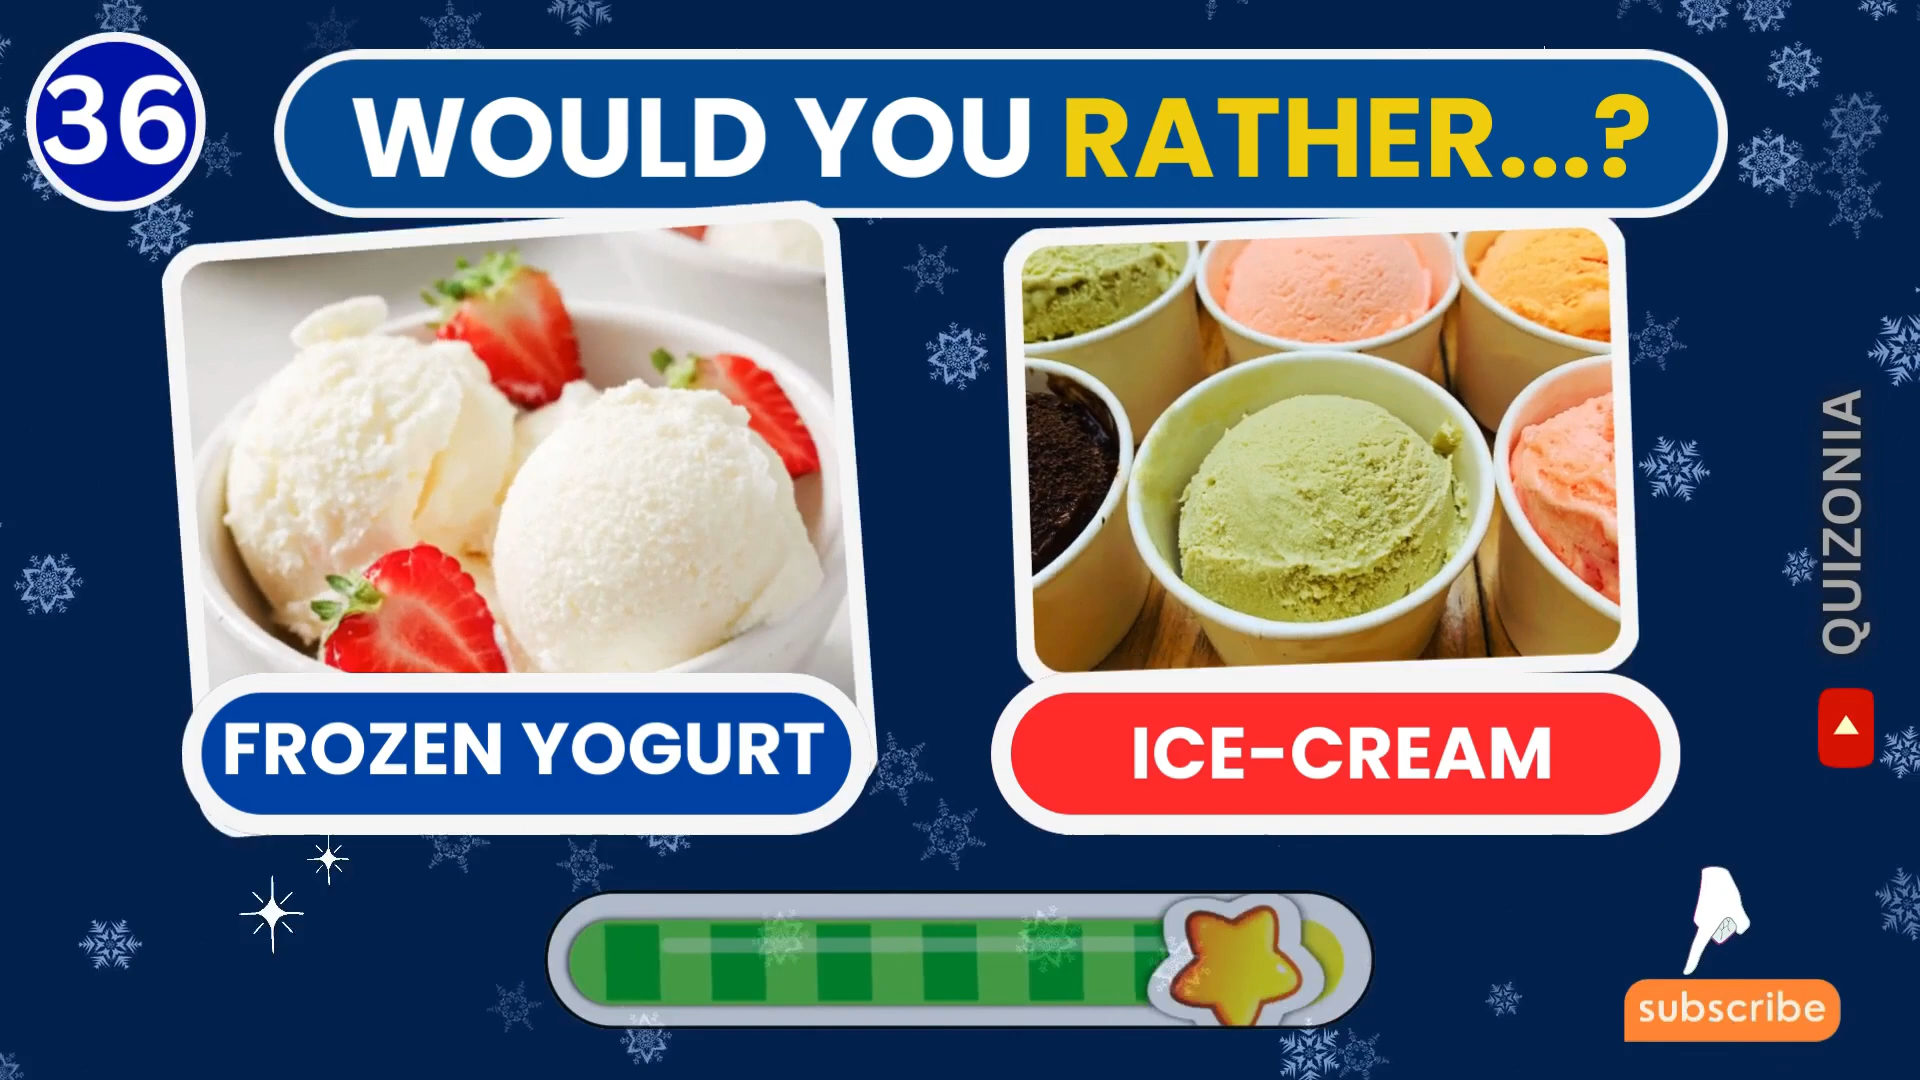 36
WOULD YOU RATHER...?
FROZEN YOGURT
ICE-CREAM
QUIZONIA
subscribe